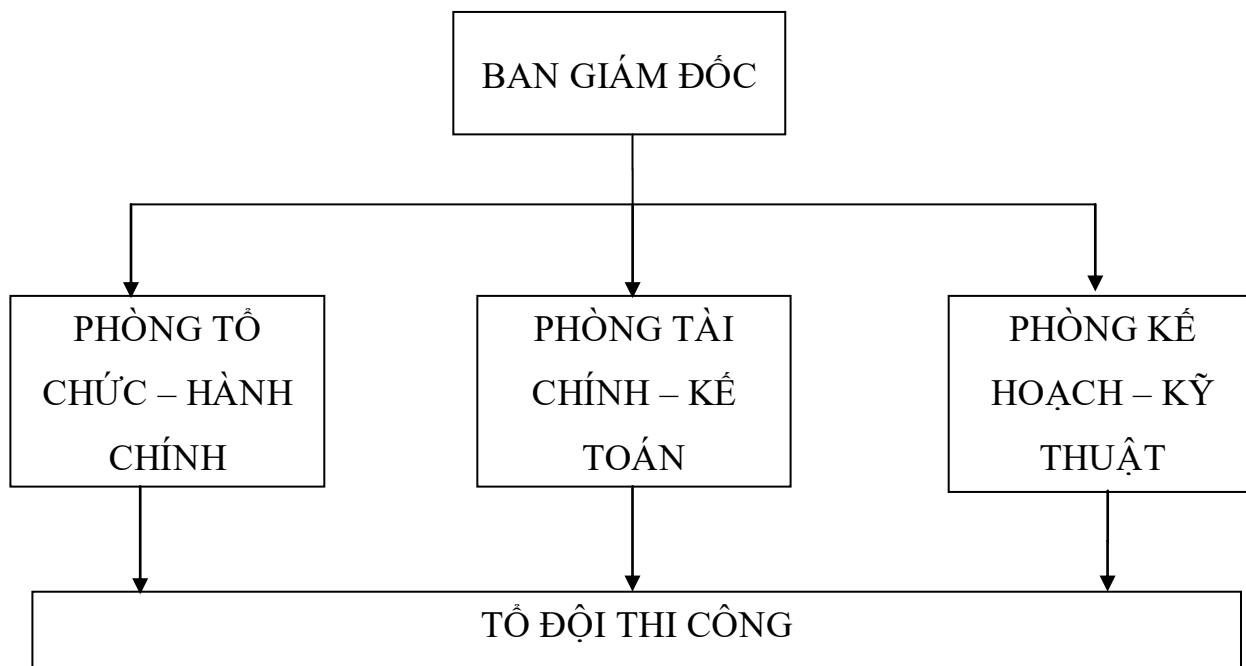 BAN GIÁM ĐỐC
PHÒNG TỔ
CHỨC – HÀNH
CHÍNH
PHÒNG TÀI
CHÍNH – KẾ
TOÁN
PHÒNG KẾ
HOẠCH – KỸ
THUẬT
TỔ ĐỘI THI CÔNG